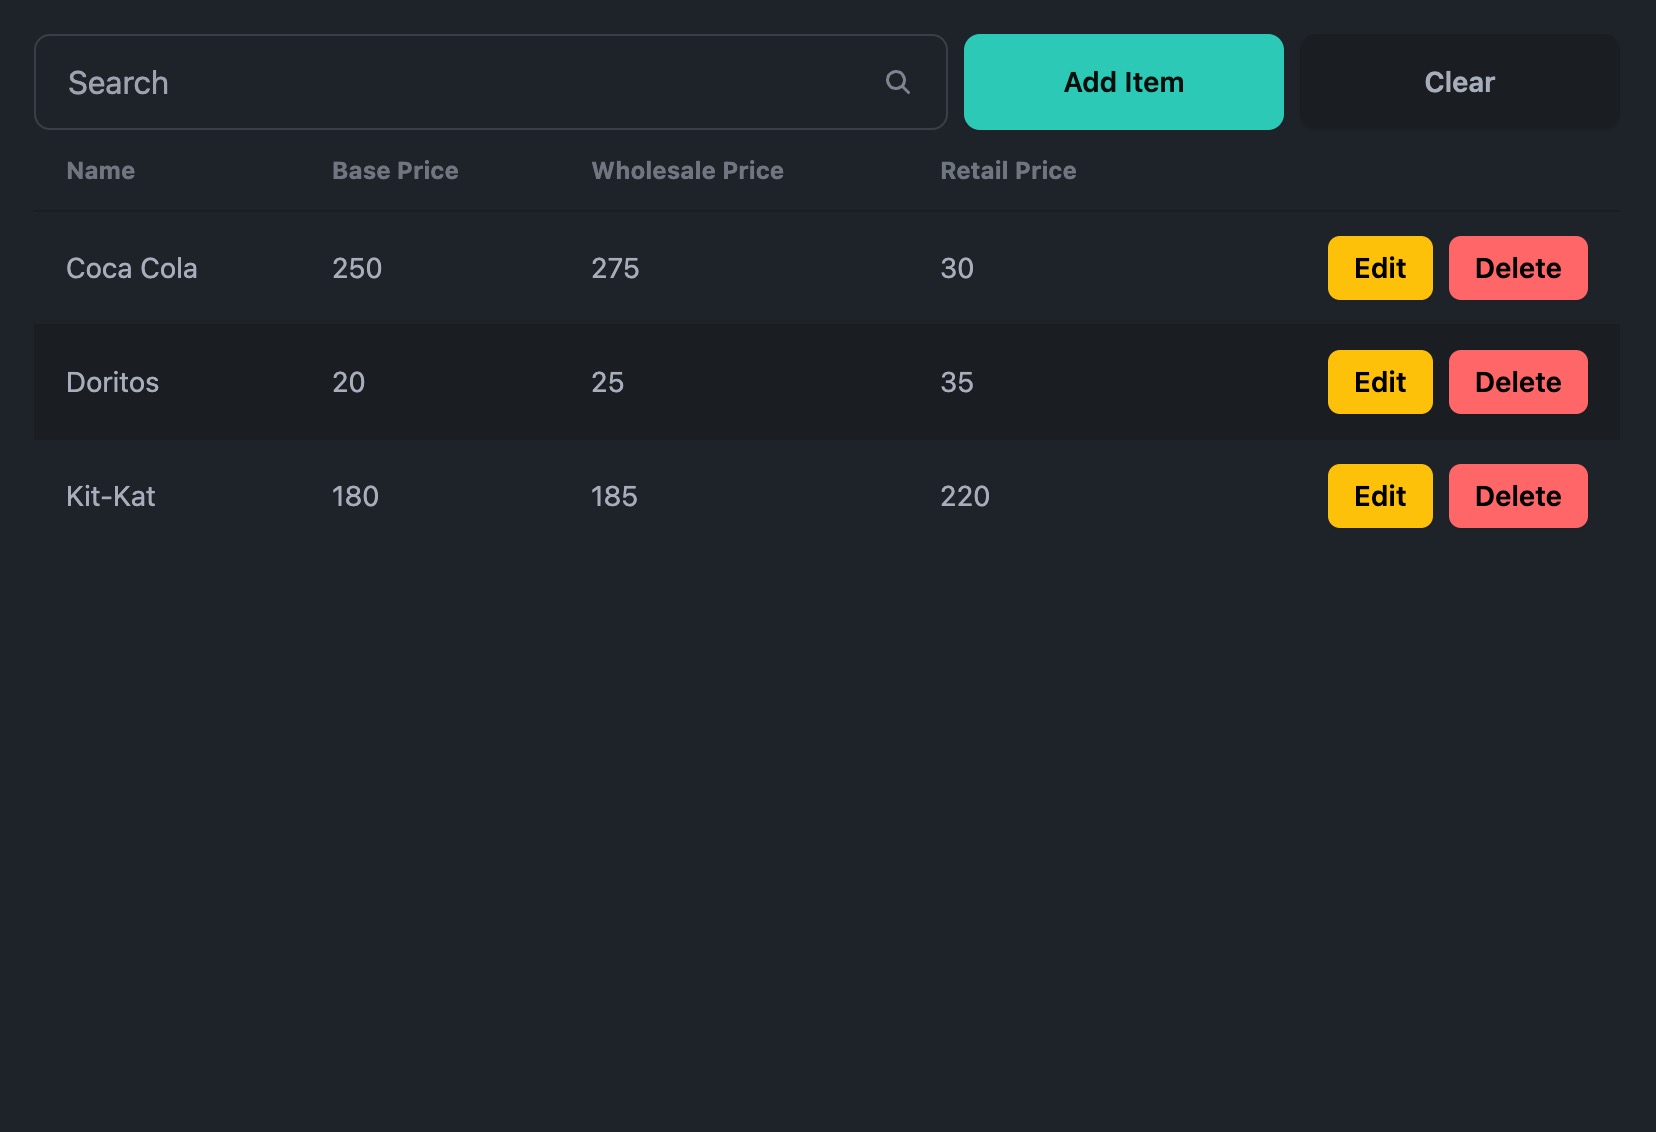 Search Add Item Clear
Name Base Price Wholesale Price Retail Price
Coca Cola 250 275 30 Edit Delete
Doritos 20 25 35 Edit Delete
Kit-Kat 180 185 220 Edit Delete